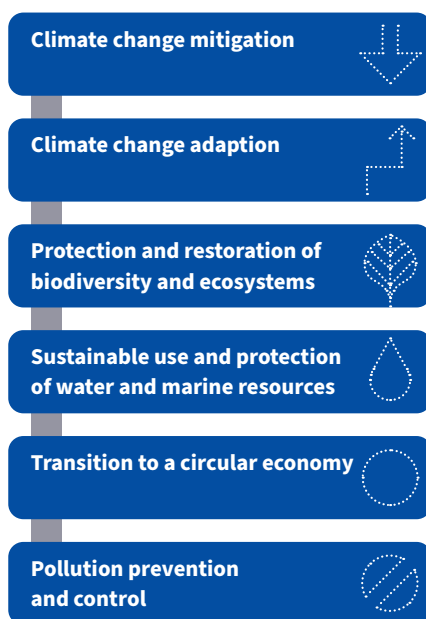 Climate change mitigation
Climate change adaption
Protection and restoration of
biodiversity and ecosystems
Sustainable use and protection
of water and marine resources
Transition to a circular economy
Pollution prevention
and control